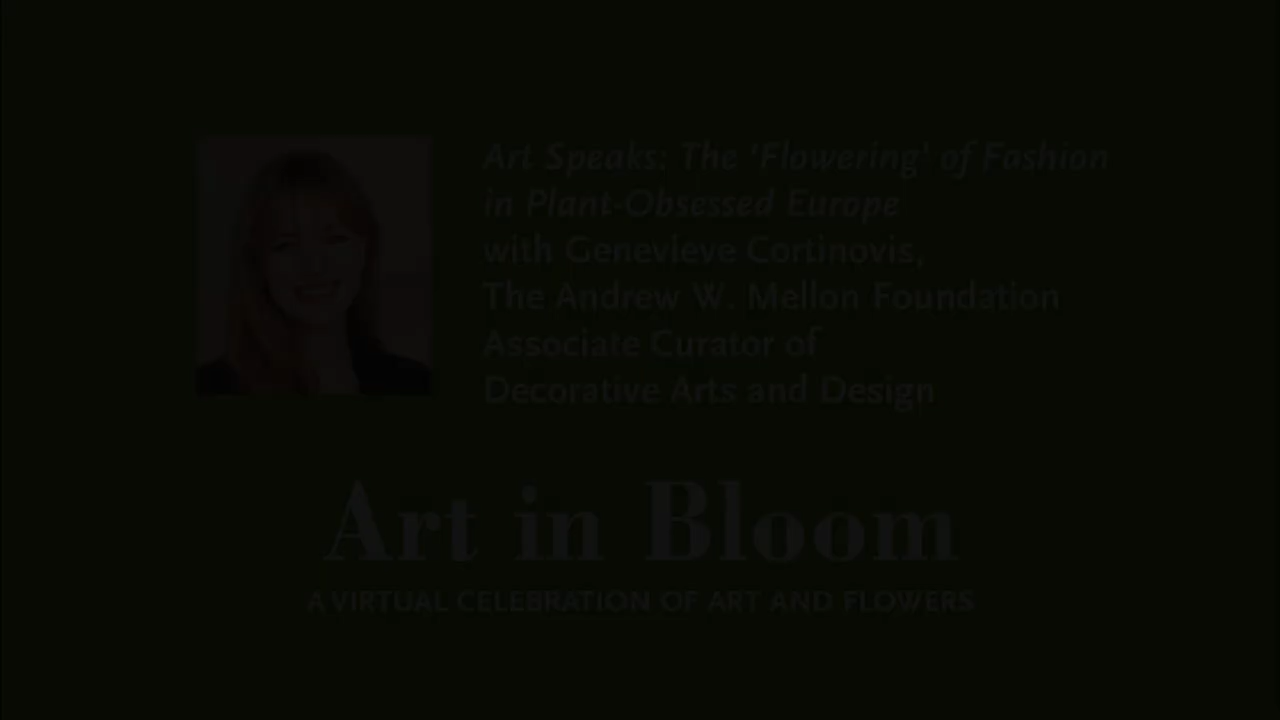 Art Speaks: The 'Flowering' of Fashion
in Plant-Obsessed Europe
with Genevieve Cortinovis,
The Andrew W. Mellon Foundation
Associate Curator of
Decorative Arts and Design
Art in Bloom
A VIRTUAL CELEBRATION OF ART AND FLOWERS